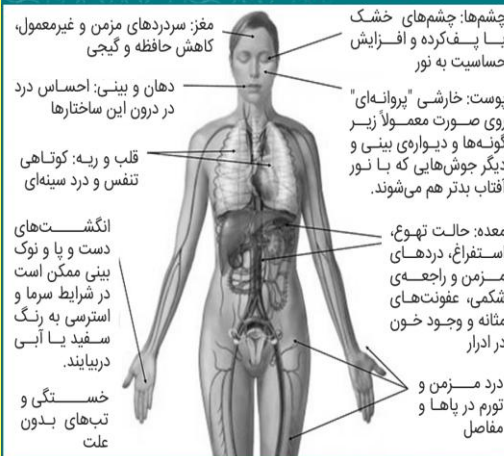 چشم‌ها: چشم‌های خشک
یا پف‌کرده و افزایش
حساسیت به نور
پوست: خارشی "پروانه‌ای"
روی صورت معمولاً زیر
گونه‌ها و دیواره‌ی بینی و
دیگر جوش‌هایی که با نور
آفتاب بدتر هم می‌شوند.
معده: حالت تهوع،
استفراغ، دردهای
مزمن و راجعه‌ی
شکمی، عفونت‌های
مثانه و وجود خون
در ادرار
درد مزمن و
تورم در پاها و
مفاصل
مغز: سردردهای مزمن و غیرمعمول،
کاهش حافظه و گیجی
دهان و بینی: احساس درد
در درون این ساختارها
قلب و ریه: کوتاهی
تنفس و درد سینه‌ای
انگشت‌های
دست و پا و نوک
بینی ممکن است
در شرایط سرما و
استرسی به رنگ
سفید یا آبی
دربیایند.
خستگی و
تب‌های بدون
علت